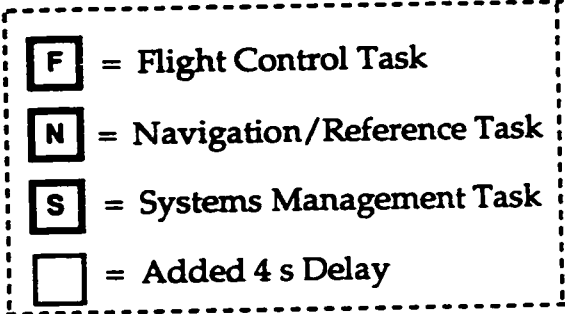 F = Flight Control Task
N = Navigation/Reference Task
S = Systems Management Task
= Added 4 s Delay